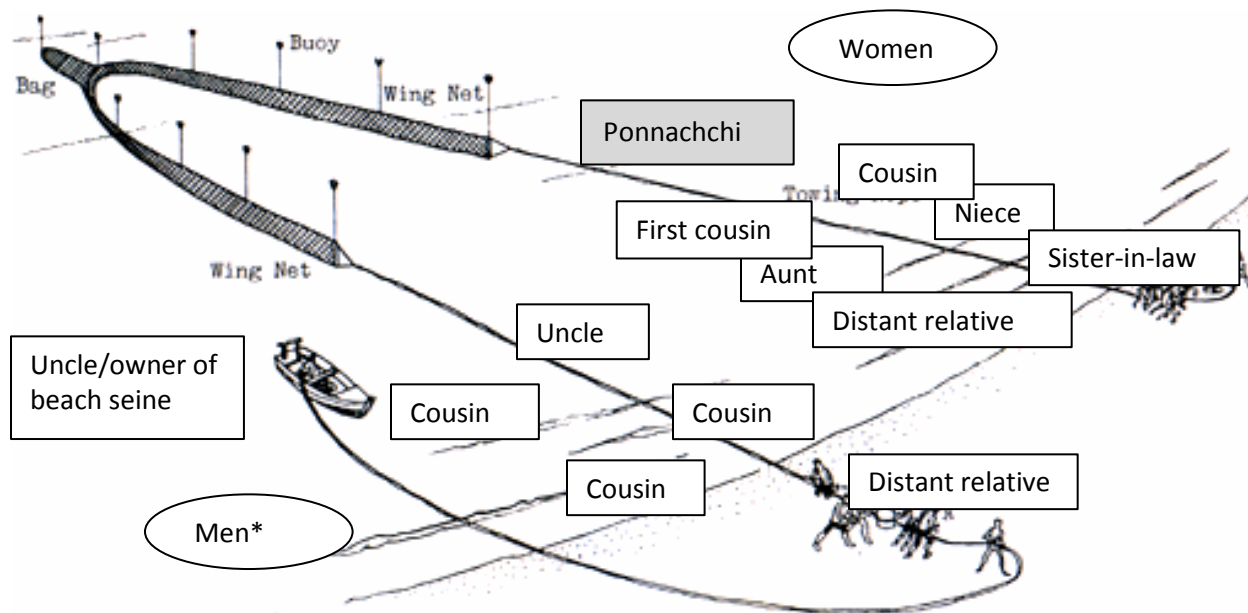 Buoy
Women
Bag
Wing Net
Ponnachchi
Cousin
Towing
Niece
First cousin
Sister-in-law
Wing Net
Aunt
Distant relative
Uncle
Uncle/owner of
beach seine
Cousin
Cousin
Cousin
Distant relative
Men*